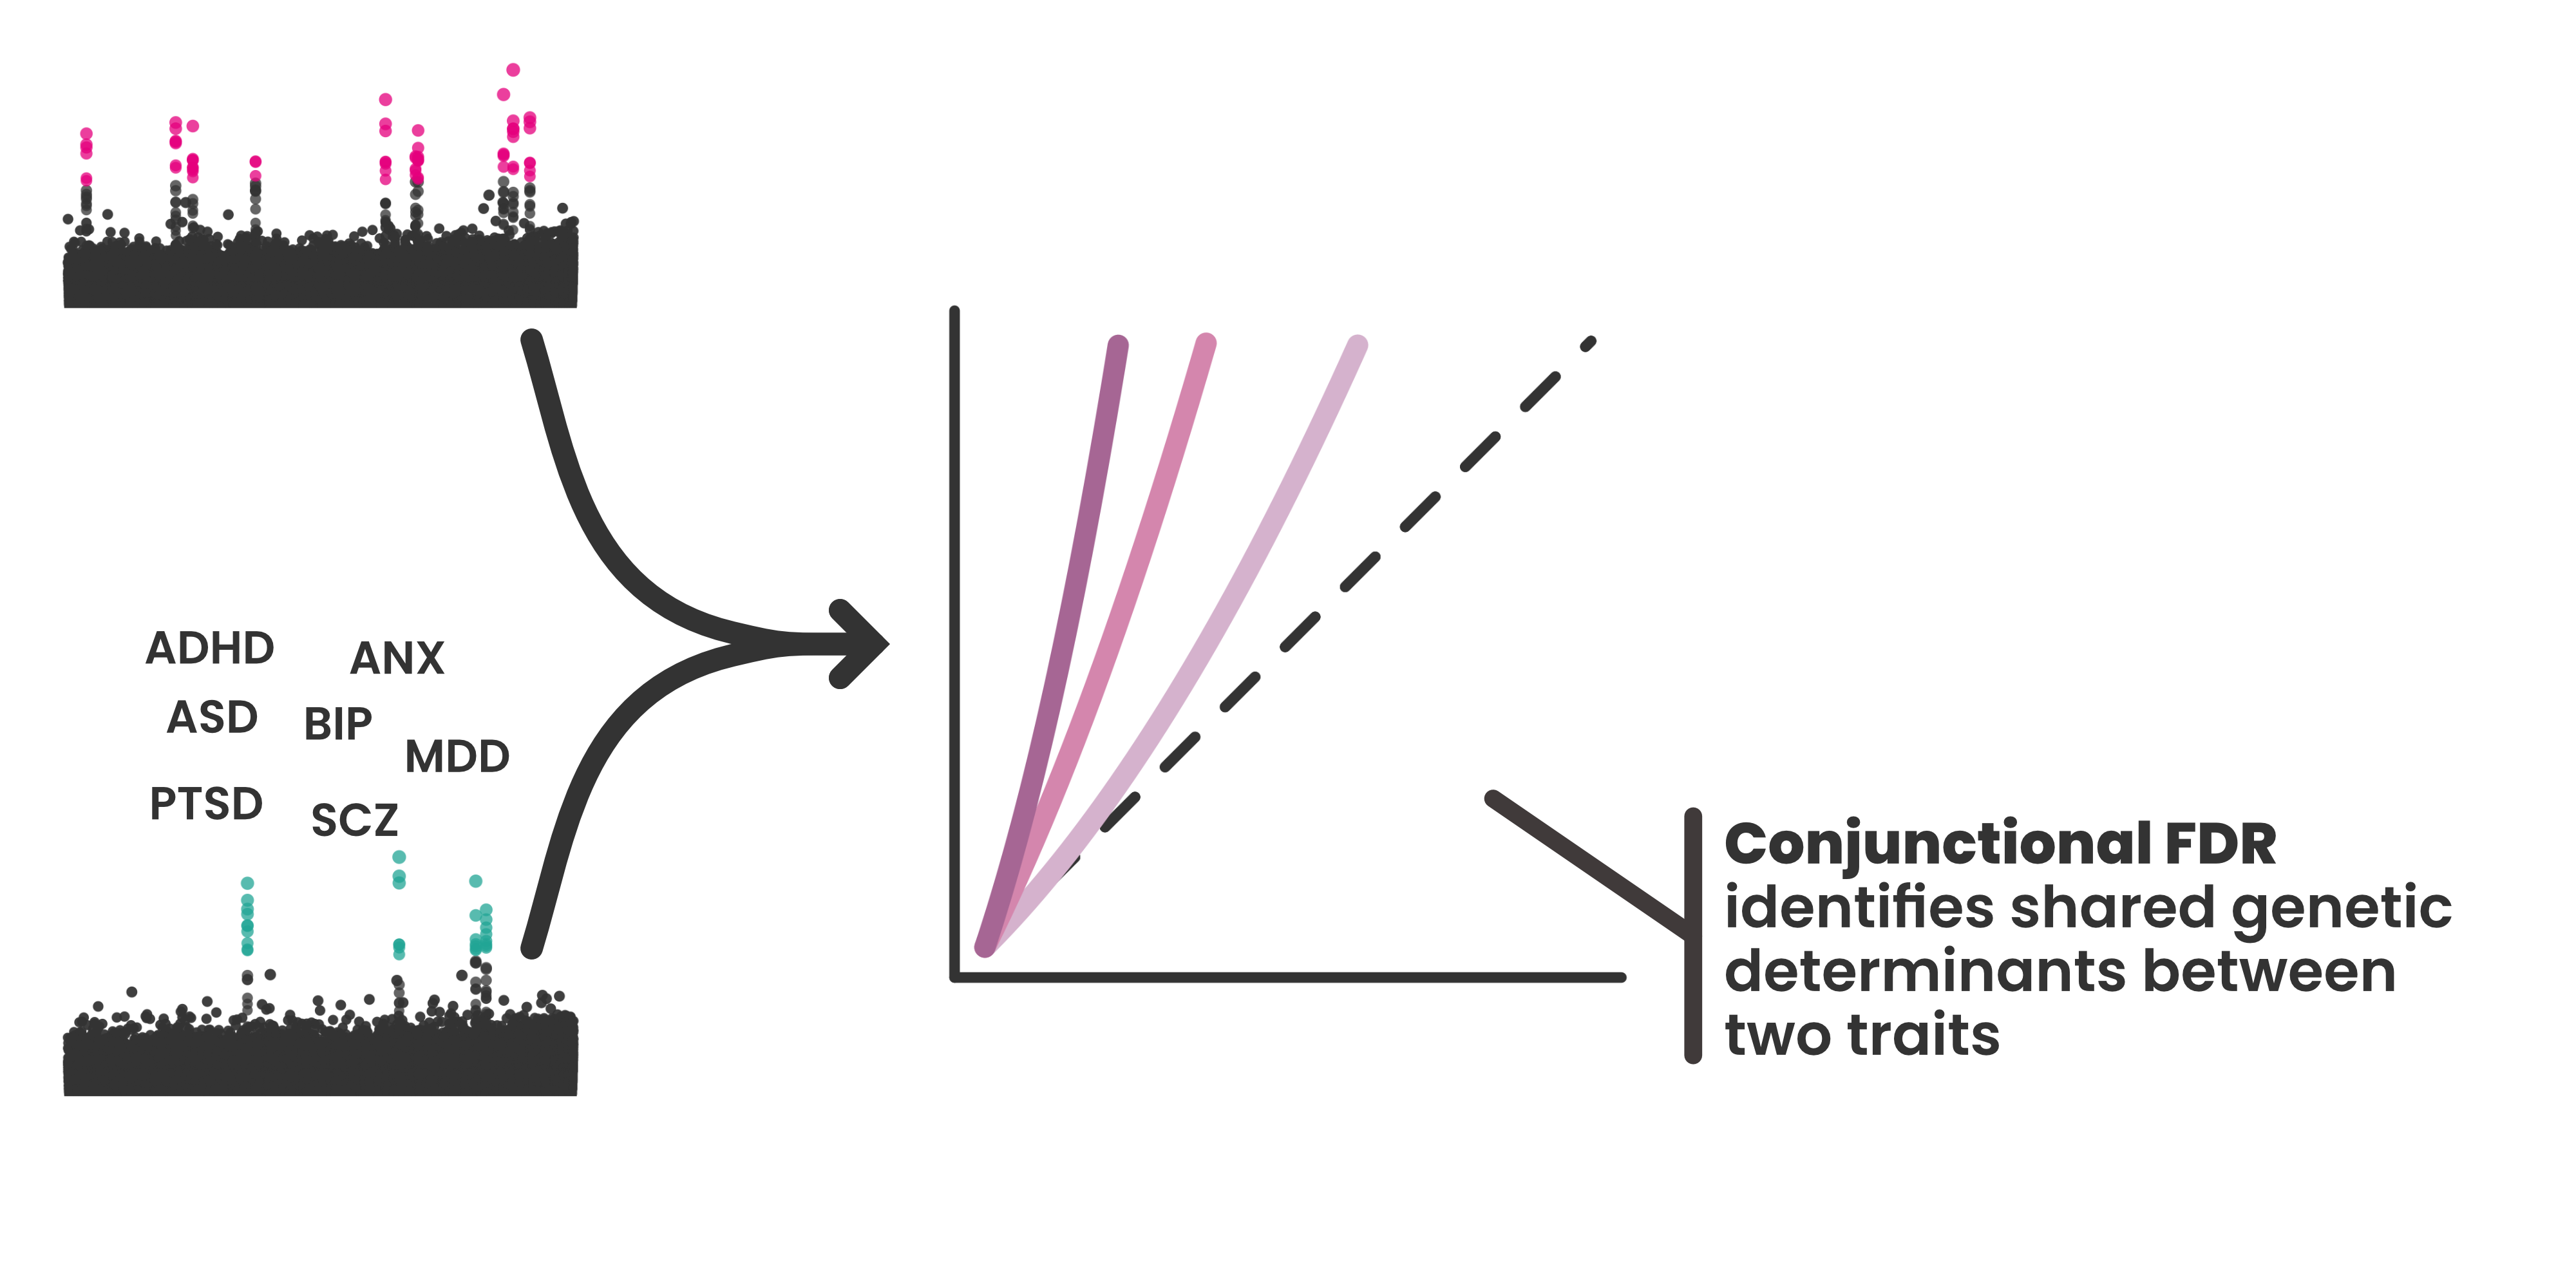 ADHD
ANX
ASD
BIP
MDD
PTSD
SCZ
Conjunctional FDR
identifies shared genetic
determinants between
two traits